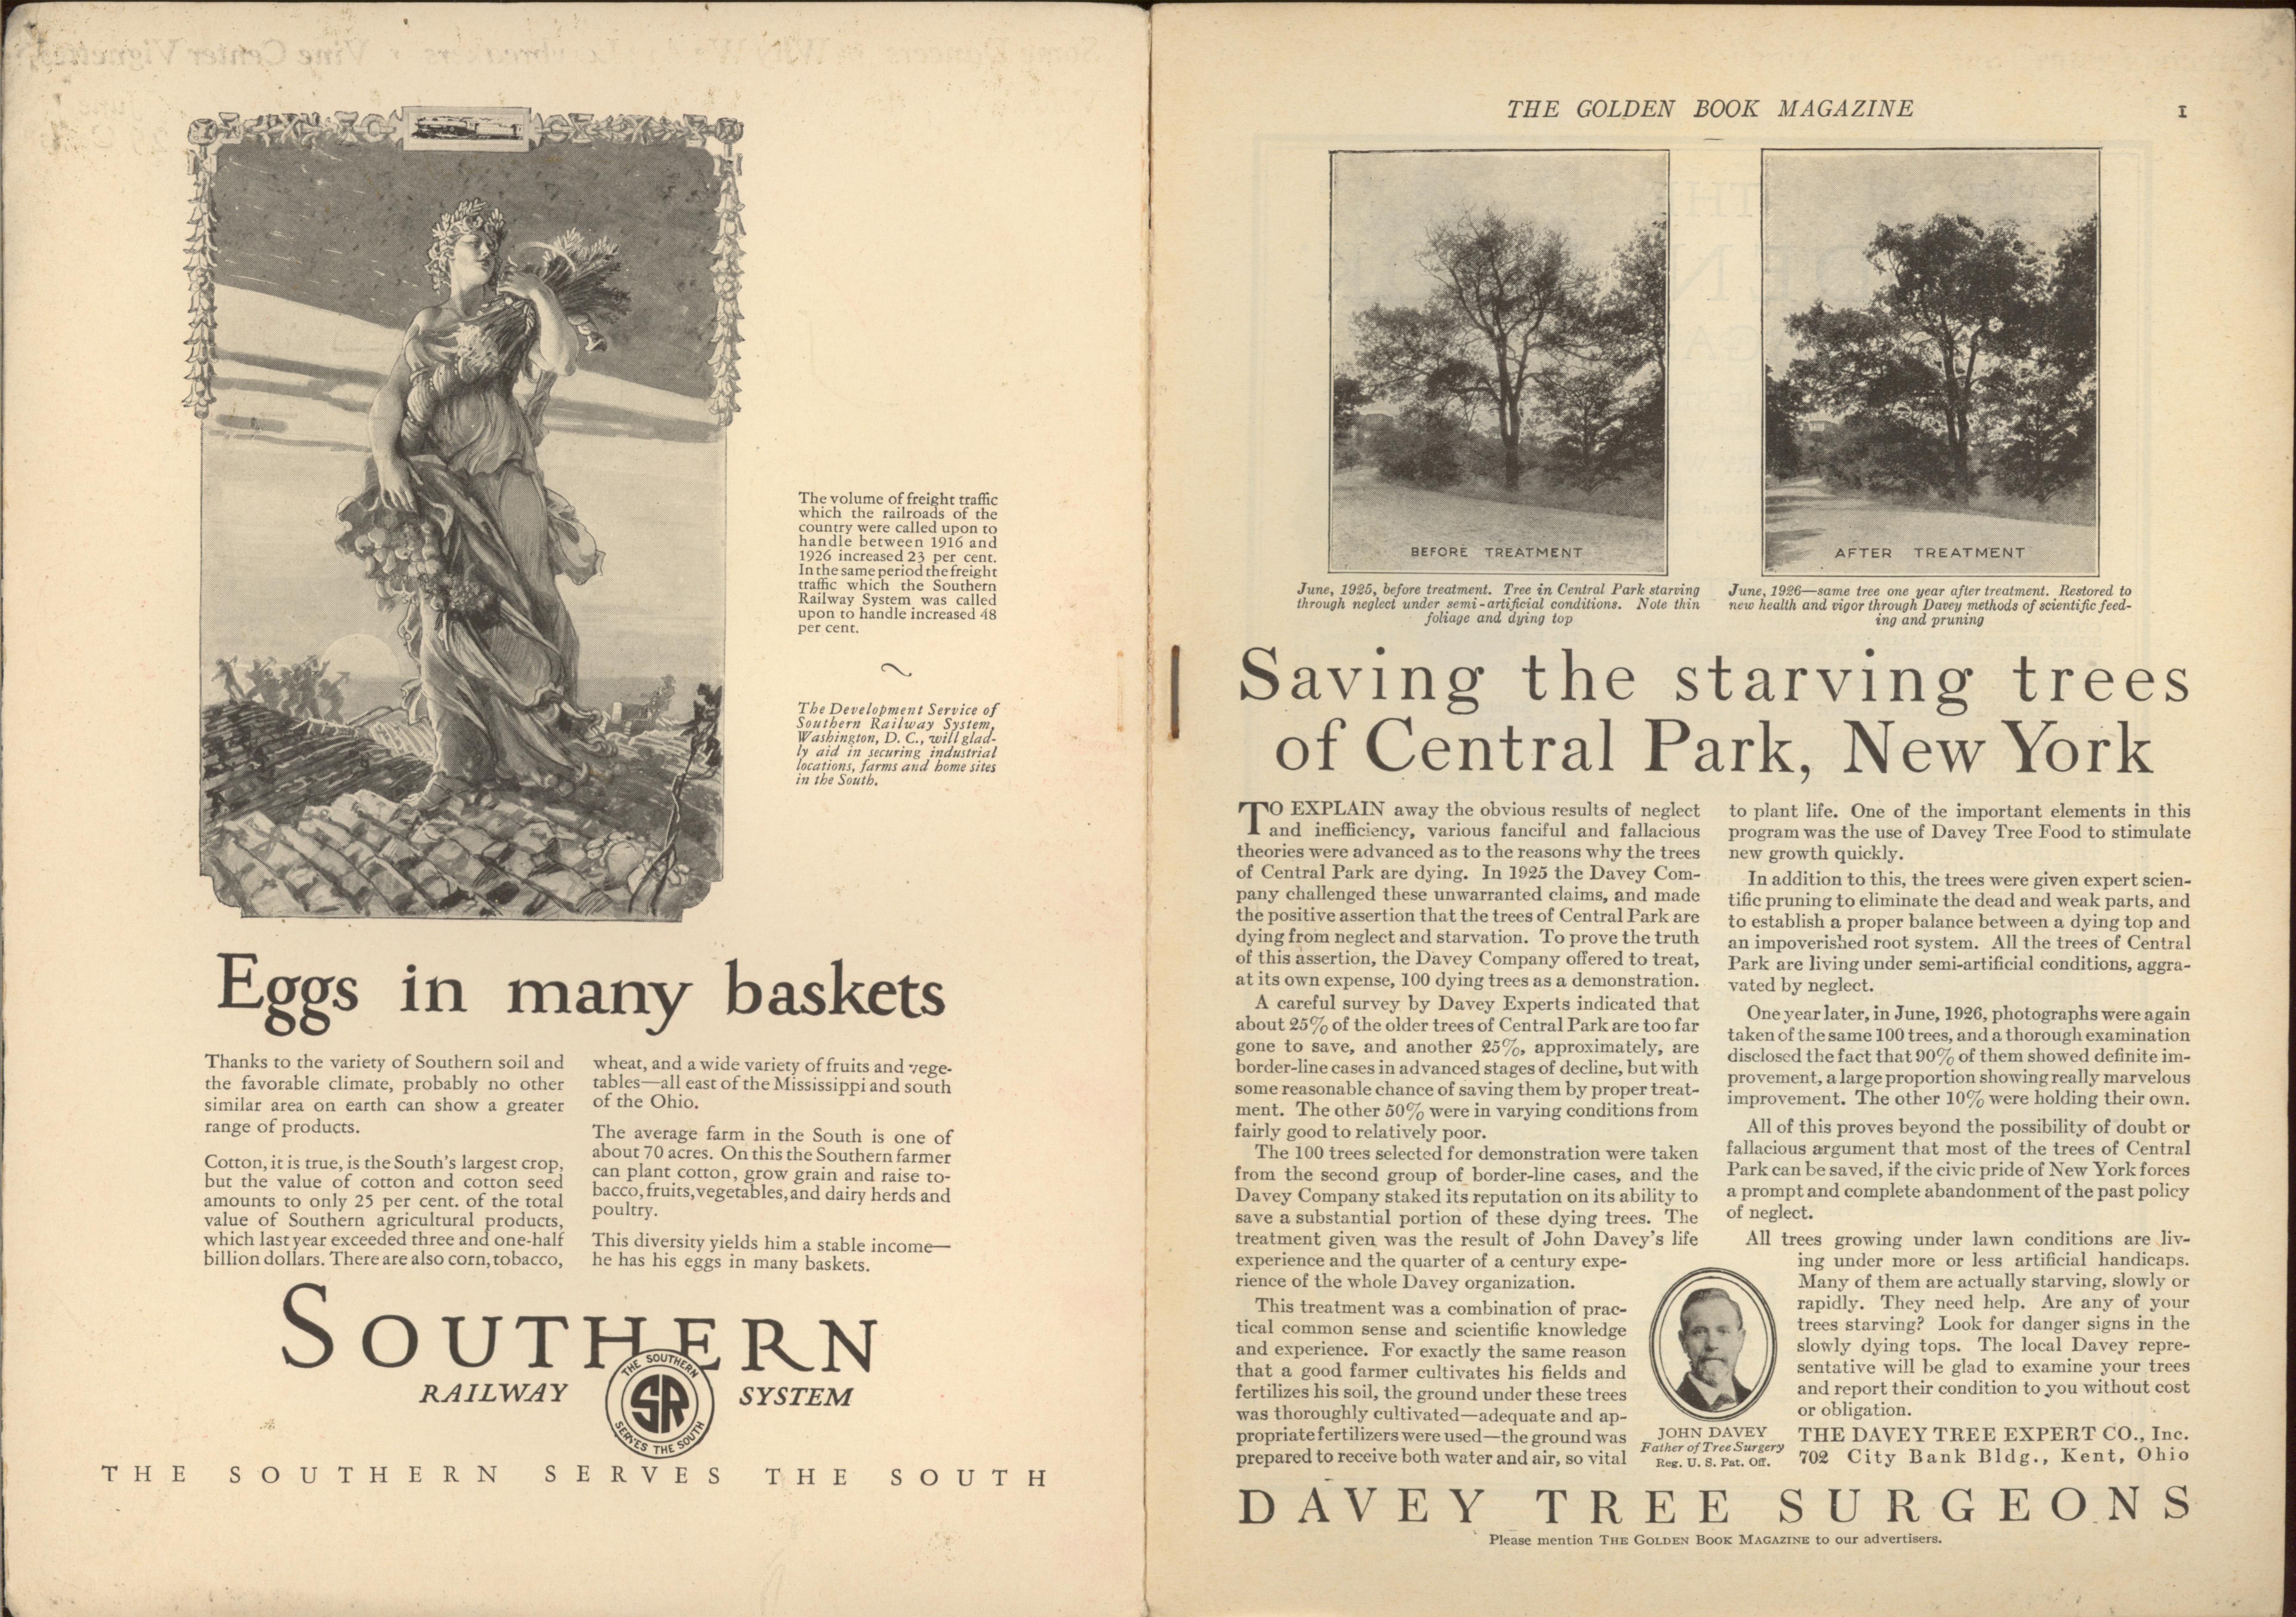 The volume of freight traffic
which the railroads of the
country were called upon to
handle between 1916 and
1926 increased 23 per cent.
In the same period the freight
traffic which the Southern
Railway System was called
upon to handle increased 48
per cent.
The Development Service of
Southern Railway System,
Washington, D. C., will glad-
ly aid in securing industrial
locations, farms and home sites
in the South.
Eggs in many baskets
Thanks to the variety of Southern soil and
the favorable climate, probably no other
similar area on earth can show a greater
range of products.
Cotton, it is true, is the South's largest crop,
but the value of cotton and cotton seed
amounts to only 25 per cent. of the total
value of Southern agricultural products,
which last year exceeded three and one-half
billion dollars. There are also corn, tobacco,
wheat, and a wide variety of fruits and vege-
tables—all east of the Mississippi and south
of the Ohio.
The average farm in the South is one of
about 70 acres. On this the Southern farmer
can plant cotton, grow grain and raise to-
bacco, fruits, vegetables, and dairy herds and
poultry.
This diversity yields him a stable income—
he has his eggs in many baskets.
SOUTHERN
RAILWAY SYSTEM
THE SOUTHERN
SR
SERVES THE SOUTH
THE SOUTHERN SERVES THE SOUTH
THE GOLDEN BOOK MAGAZINE 1
BEFORE TREATMENT
AFTER TREATMENT
June, 1925, before treatment. Tree in Central Park starving
through neglect under semi-artificial conditions. Note thin
foliage and dying top
June, 1926—same tree one year after treatment. Restored to
new health and vigor through Davey methods of scientific feed-
ing and pruning
Saving the starving trees
of Central Park, New York
TO EXPLAIN away the obvious results of neglect
and inefficiency, various fanciful and fallacious
theories were advanced as to the reasons why the trees
of Central Park are dying. In 1925 the Davey Com-
pany challenged these unwarranted claims, and made
the positive assertion that the trees of Central Park are
dying from neglect and starvation. To prove the truth
of this assertion, the Davey Company offered to treat,
at its own expense, 100 dying trees as a demonstration.
A careful survey by Davey Experts indicated that
about 25% of the older trees of Central Park are too far
gone to save, and another 25%, approximately, are
border-line cases in advanced stages of decline, but with
some reasonable chance of saving them by proper treat-
ment. The other 50% were in varying conditions from
fairly good to relatively poor.
The 100 trees selected for demonstration were taken
from the second group of border-line cases, and the
Davey Company staked its reputation on its ability to
save a substantial portion of these dying trees. The
treatment given was the result of John Davey's life
experience and the quarter of a century expe-
rience of the whole Davey organization.
This treatment was a combination of prac-
tical common sense and scientific knowledge
and experience. For exactly the same reason
that a good farmer cultivates his fields and
fertilizes his soil, the ground under these trees
was thoroughly cultivated—adequate and ap-
propriate fertilizers were used—the ground was
prepared to receive both water and air, so vital
to plant life. One of the important elements in this
program was the use of Davey Tree Food to stimulate
new growth quickly.
In addition to this, the trees were given expert scien-
tific pruning to eliminate the dead and weak parts, and
to establish a proper balance between a dying top and
an impoverished root system. All the trees of Central
Park are living under semi-artificial conditions, aggra-
vated by neglect.
One year later, in June, 1926, photographs were again
taken of the same 100 trees, and a thorough examination
disclosed the fact that 90% of them showed definite im-
provement, a large proportion showing really marvelous
improvement. The other 10% were holding their own.
All of this proves beyond the possibility of doubt or
fallacious argument that most of the trees of Central
Park can be saved, if the civic pride of New York forces
a prompt and complete abandonment of the past policy
of neglect.
All trees growing under lawn conditions are liv-
ing under more or less artificial handicaps.
Many of them are actually starving, slowly or
rapidly. They need help. Are any of your
trees starving? Look for danger signs in the
slowly dying tops. The local Davey repre-
sentative will be glad to examine your trees
and report their condition to you without cost
or obligation.
THE DAVEY TREE EXPERT CO., Inc.
702 City Bank Bldg., Kent, Ohio
JOHN DAVEY
Father of Tree Surgery
Reg. U. S. Pat. Off.
DAVEY TREE SURGEONS
Please mention THE GOLDEN BOOK MAGAZINE to our advertisers.